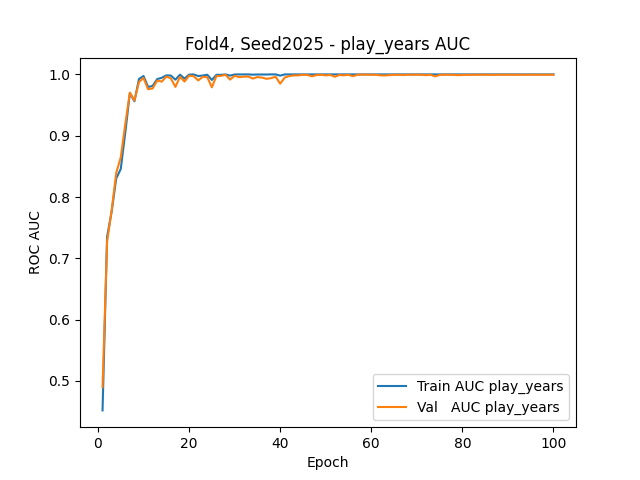 Fold4, Seed2025 - play_years AUC
1.0
0.9
0.8
0.7
0.6
0.5
ROC AUC
0
20
40
60
80
100
Epoch
Train AUC play_years
Val   AUC play_years